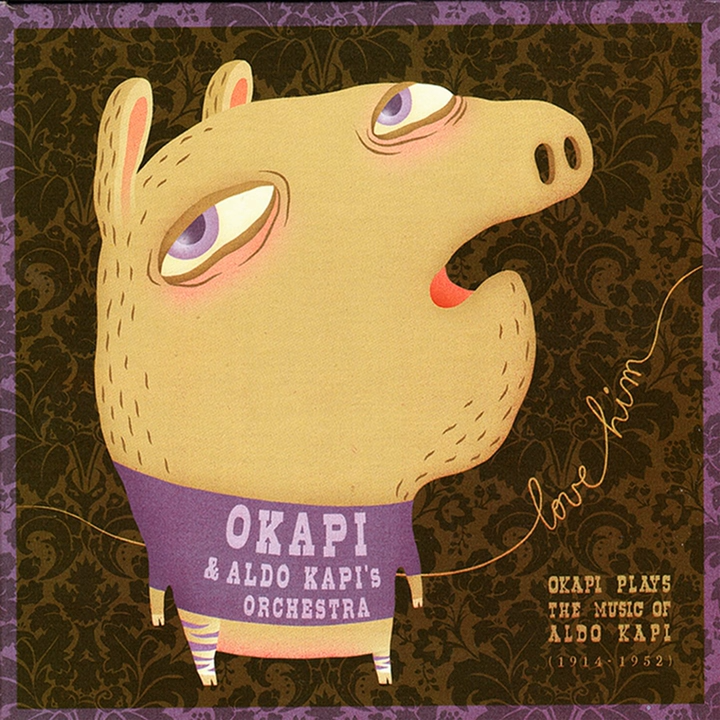 OKAPI
& ALDO KAPI'S
ORCHESTRA
love him
OKAPI PLAYS
THE MUSIC OF
ALDO KAPI
(1914-1952)